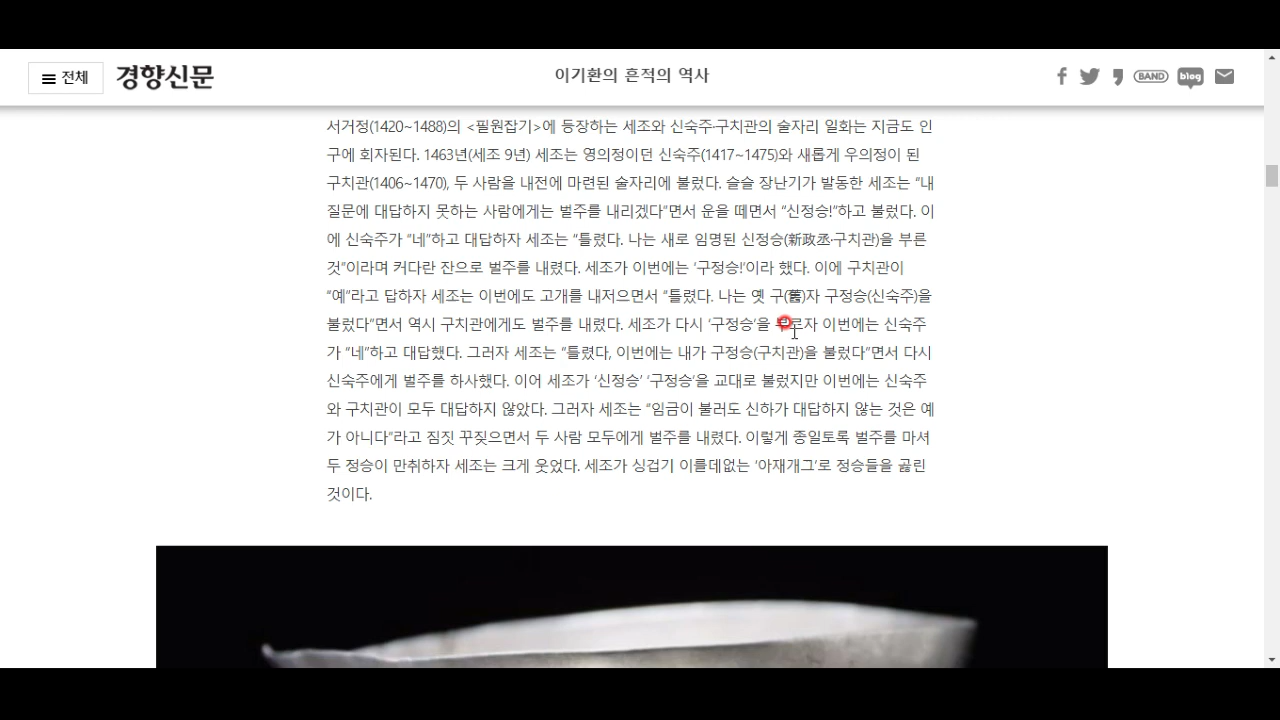 전체
경향신문
이기환의 흔적의 역사
BAND
blog
서거정(1420~1488)의 <필원잡기>에 등장하는 세조와 신숙주·구치관의 술자리 일화는 지금도 인
구에 회자된다. 1463년(세조 9년) 세조는 영의정이던 신숙주(1417~1475)와 새롭게 우의정이 된
구치관(1406~1470), 두 사람을 내전에 마련된 술자리에 불렀다. 슬슬 장난기가 발동한 세조는 “내
질문에 대답하지 못하는 사람에게는 벌주를 내리겠다”면서 운을 떼면서 “신정승!”하고 불렀다. 이
에 신숙주가 “네”하고 대답하자 세조는 “틀렸다. 나는 새로 임명된 신정승(新政丞·구치관)을 부른
것”이라며 커다란 잔으로 벌주를 내렸다. 세조가 이번에는 ‘구정승!’이라 했다. 이에 구치관이
“예”라고 답하자 세조는 이번에도 고개를 내저으면서 “틀렸다. 나는 옛 구(舊)자 구정승(신숙주)을
불렀다”면서 역시 구치관에게도 벌주를 내렸다. 세조가 다시 ‘구정승’을 부르자 이번에는 신숙주
가 “네”하고 대답했다. 그러자 세조는 “틀렸다, 이번에는 내가 구정승(구치관)을 불렀다”면서 다시
신숙주에게 벌주를 하사했다. 이어 세조가 ‘신정승’ ‘구정승’을 교대로 불렀지만 이번에는 신숙주
와 구치관이 모두 대답하지 않았다. 그러자 세조는 “임금이 불러도 신하가 대답하지 않는 것은 예
가 아니다”라고 짐짓 꾸짖으면서 두 사람 모두에게 벌주를 내렸다. 이렇게 종일토록 벌주를 마셔
두 정승이 만취하자 세조는 크게 웃었다. 세조가 싱겁기 이를데없는 ‘아재개그’로 정승들을 곯린
것이다.